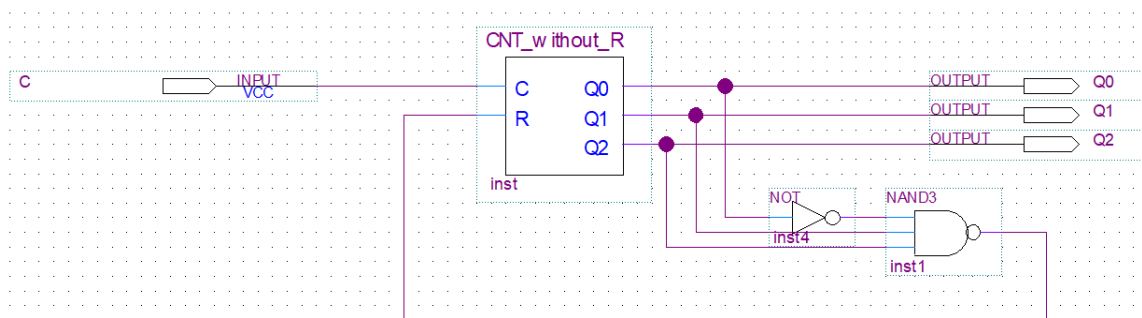 CNT_without_R
C
INPUT
VCC
C
Q0
R
Q1
Q2
inst
OUTPUT
Q0
OUTPUT
Q1
OUTPUT
Q2
NOT
inst4
NAND3
inst1